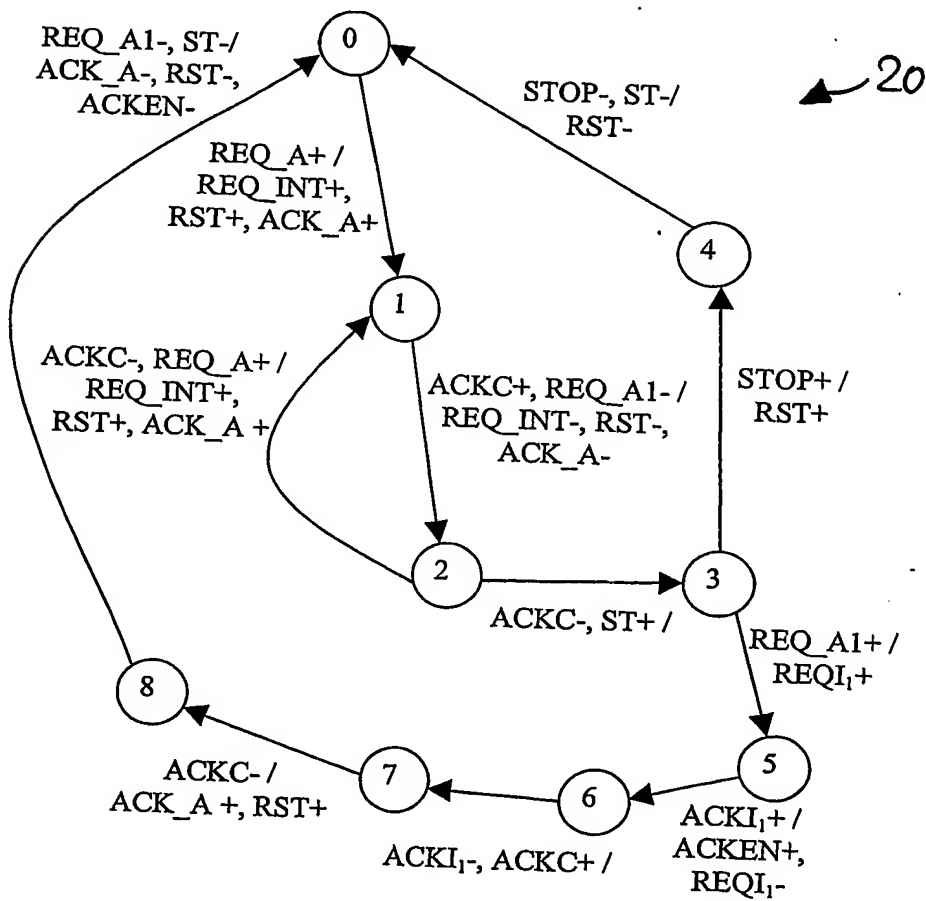 0
REQ_A1-, ST-/
ACK_A-, RST-,
ACKEN-
STOP-, ST-/
RST-
20
REQ_A+ /
REQ_INT+,
RST+, ACK_A+
4
1
ACKC-, REQ_A+ /
REQ_INT+,
RST+, ACK_A +
ACKC+, REQ_A1- /
REQ_INT-, RST-,
ACK_A-
STOP+ /
RST+
2
3
ACKC-, ST+ /
REQ_A1+ /
REQI₁+
8
7
6
5
ACKC- /
ACK_A +, RST+
ACKI₁-, ACKC+ /
ACKI₁+ /
ACKEN+,
REQI₁-